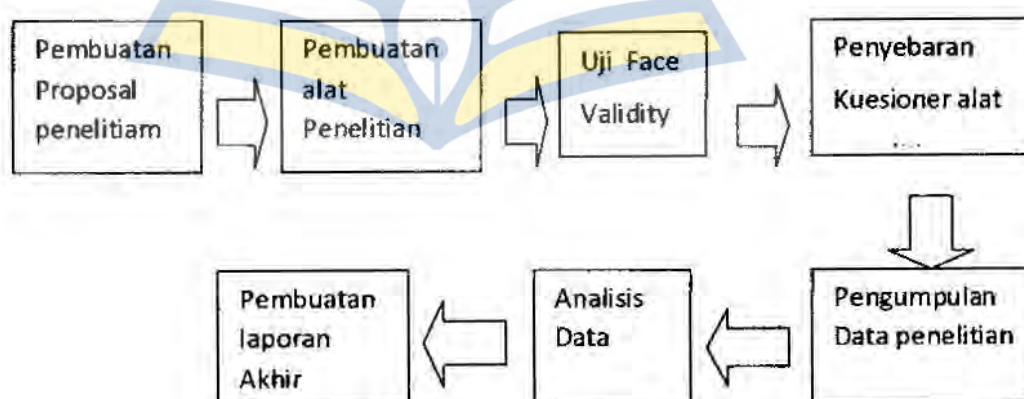 Pembuatan
Proposal
penelitiam
Pembuatan
alat
Penelitian
Uji Face
Validity
Penyebaran
Kuesioner alat
Pengumpulan
Data penelitian
Analisis
Data
Pembuatan
laporan
Akhir